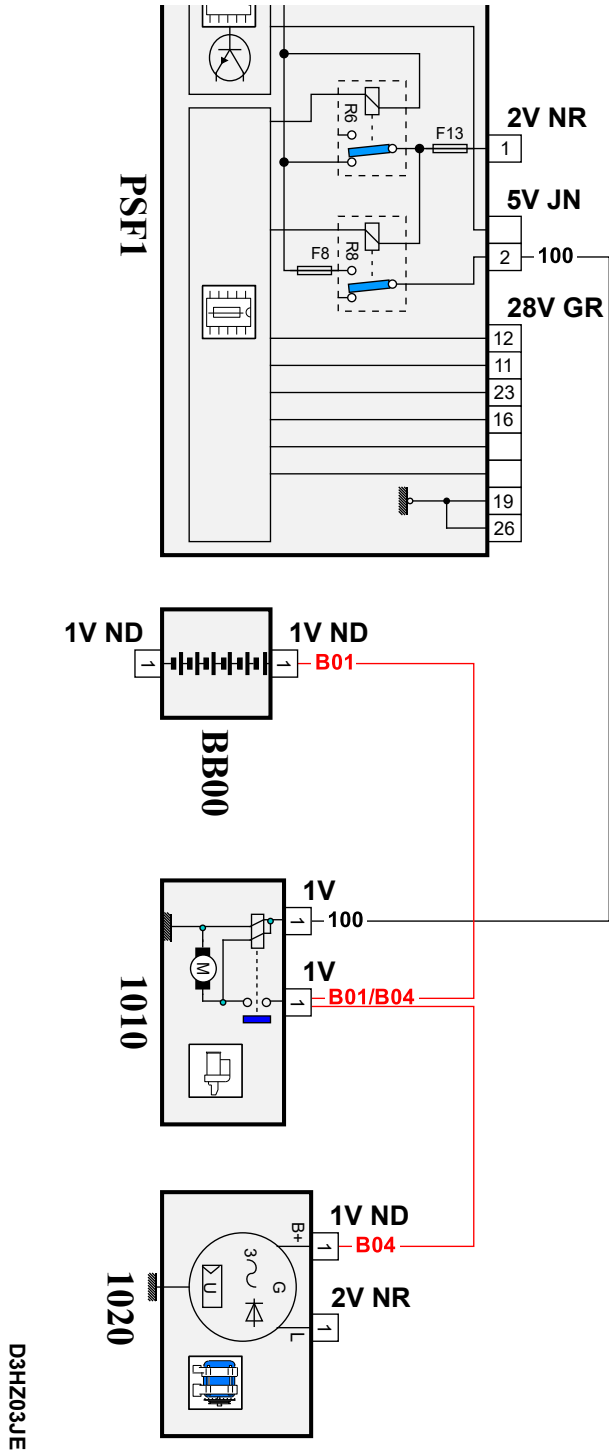 2V NR
R6
F13
1
5V JN
PSF1
F8
R8
2
100
28V GR
12
11
23
16
19
26
1V ND
1V ND
1
1
B01
BB00
1V
1
100
M
1V
1
B01/B04
1010
1V ND
B+
1
B04
3
G
U
2V NR
L
1
1020
D3HZ03JE